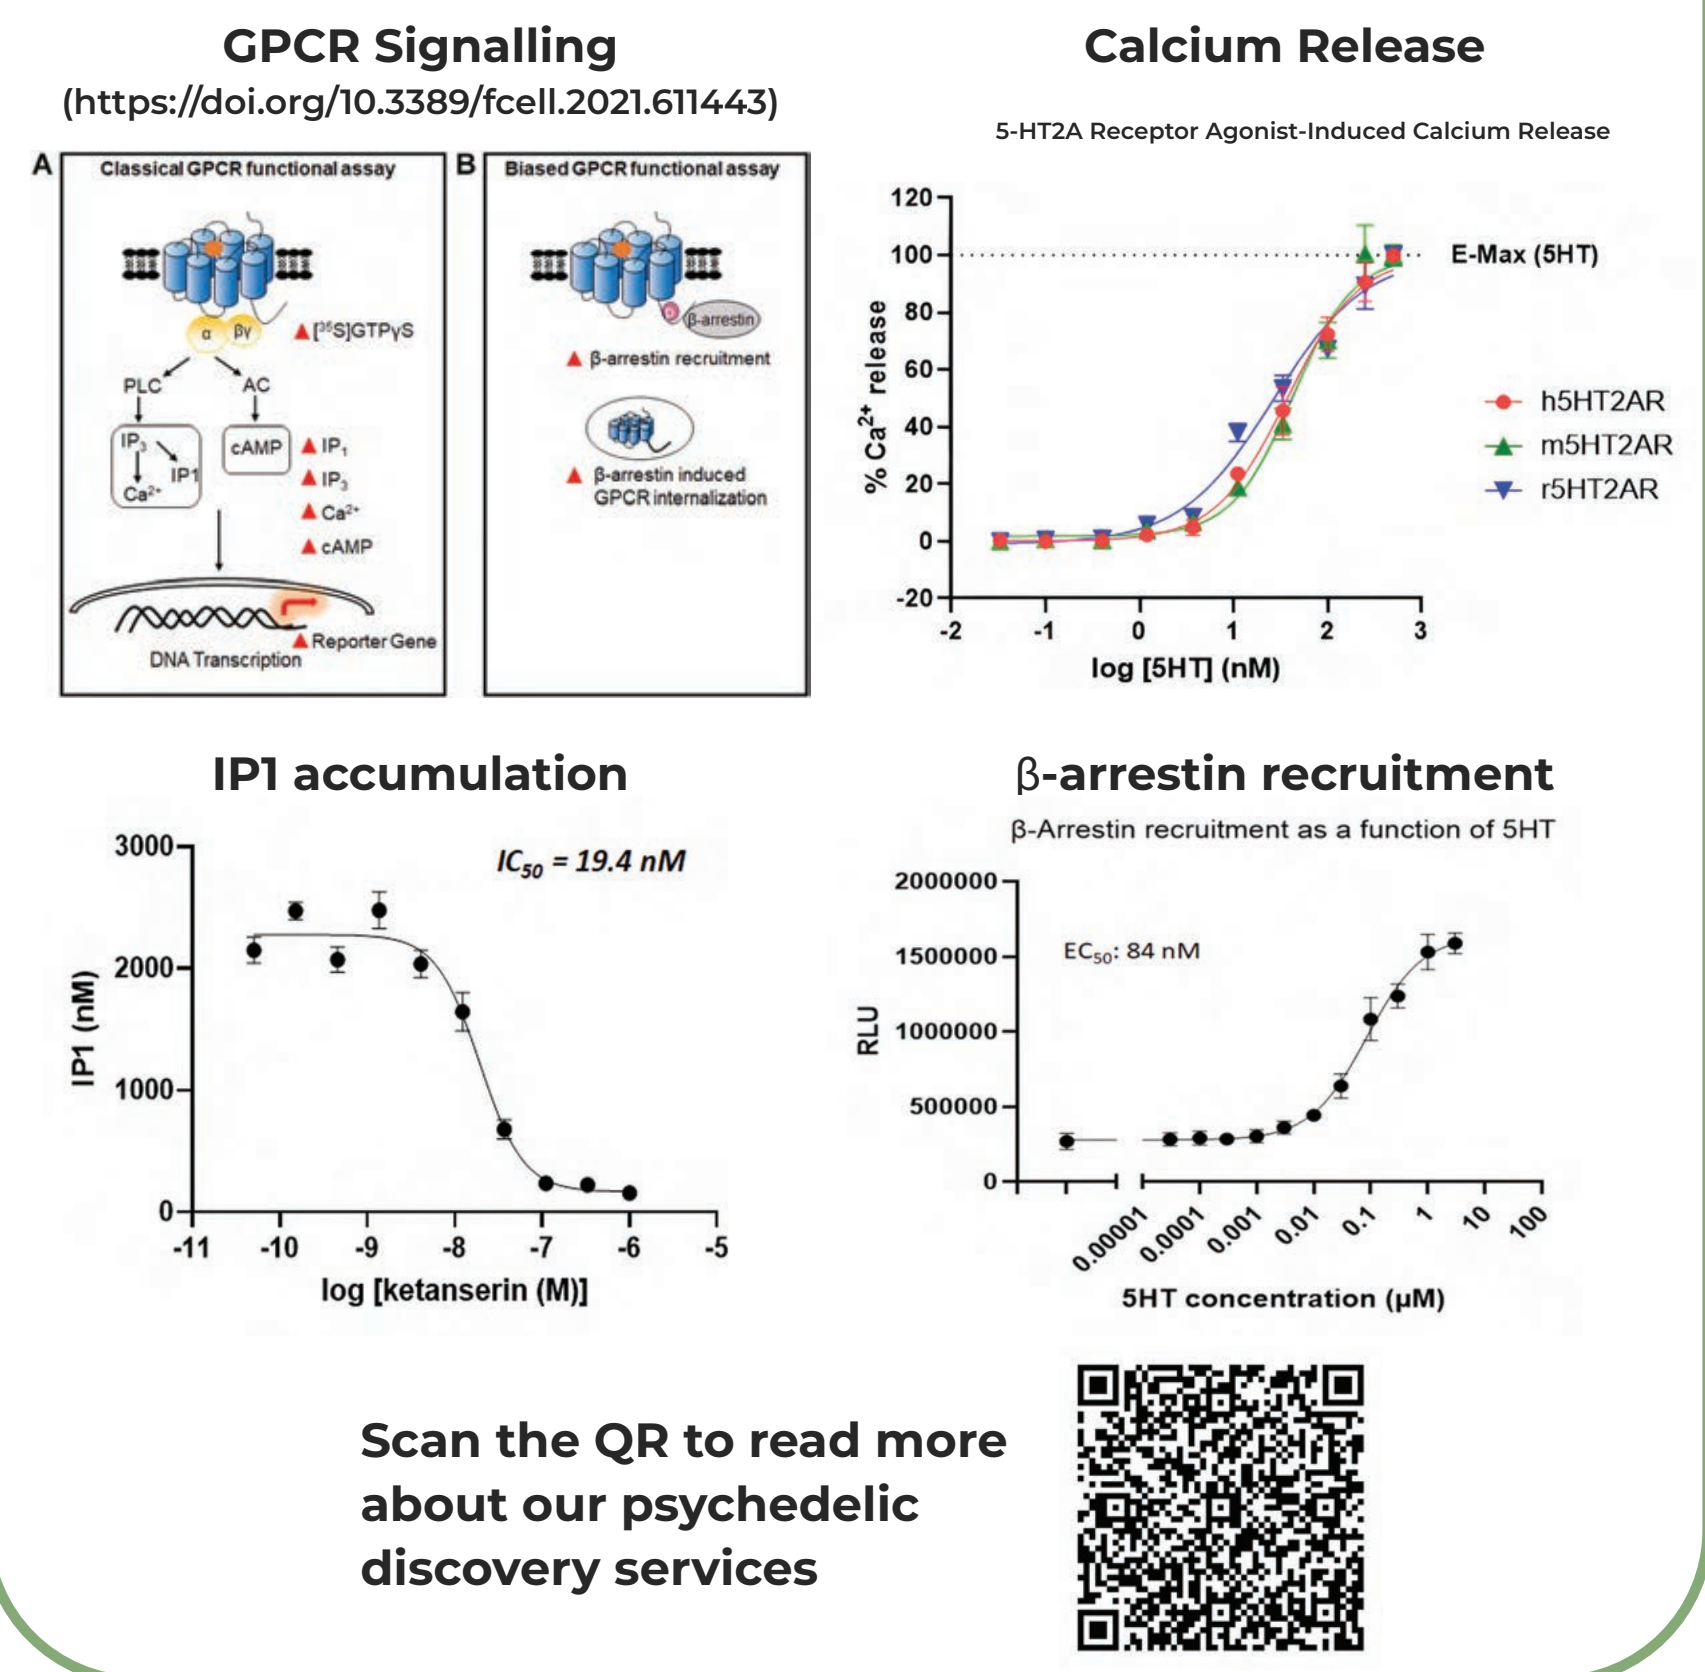 GPCR Signalling
(https://doi.org/10.3389/fcell.2021.611443)
A
Classical GPCR functional assay
α
βγ
[³⁵S]GTPγS
PLC
AC
IP₃
IP1
Ca²⁺
cAMP
IP₁
IP₃
Ca²⁺
cAMP
Reporter Gene
DNA Transcription
B
Biased GPCR functional assay
β-arrestin
β-arrestin recruitment
β-arrestin induced
GPCR internalization
Calcium Release
5-HT2A Receptor Agonist-Induced Calcium Release
% Ca²⁺ release
120
100
80
60
40
20
0
-20
-2
-1
0
1
2
3
log [5HT] (nM)
E-Max (5HT)
h5HT2AR
m5HT2AR
r5HT2AR
IP1 accumulation
IC₅₀ = 19.4 nM
IP1 (nM)
3000
2000
1000
0
-11
-10
-9
-8
-7
-6
-5
log [ketanserin (M)]
β-arrestin recruitment
β-Arrestin recruitment as a function of 5HT
EC₅₀: 84 nM
RLU
2000000
1500000
1000000
500000
0
0.00001
0.0001
0.001
0.01
0.1
1
10
100
5HT concentration (μM)
Scan the QR to read more
about our psychedelic
discovery services